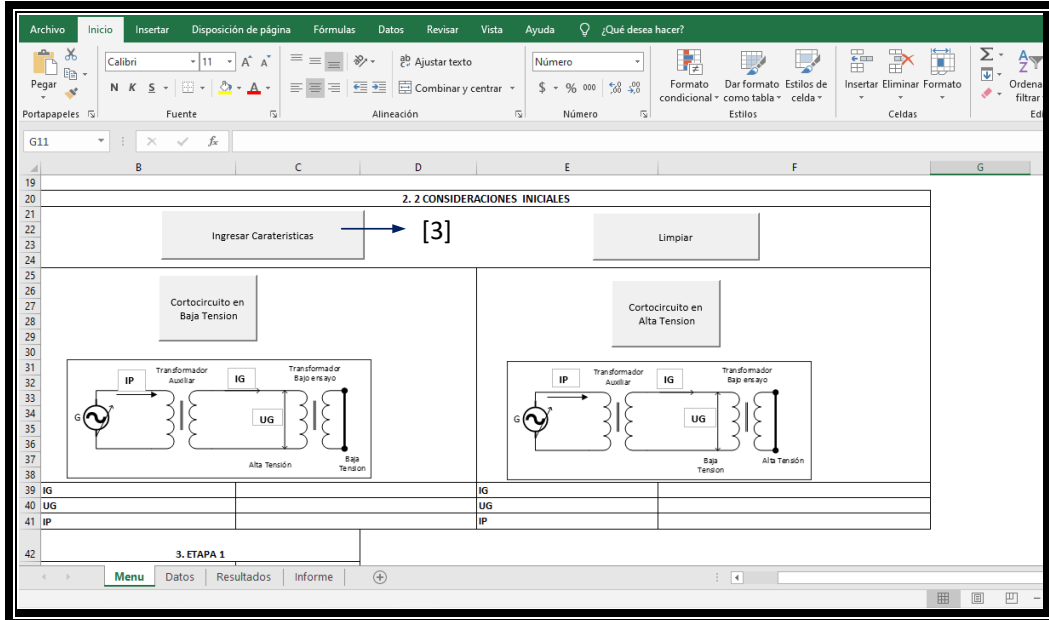 Archivo Inicio Insertar Disposición de página Fórmulas Datos Revisar Vista Ayuda ¿Qué desea hacer?
Pegar
Calibri 11 A A
N K S A
ab Ajustar texto
Combinar y centrar
Número
$ % 000
Formato condicional
Dar formato como tabla
Estilos de celda
Insertar Eliminar Formato
Ordena
filtrar
Portapapeles Fuente Alineación Número Estilos Celdas Edi
G11 fx
B C D E F G
19
20 2. 2 CONSIDERACIONES INICIALES
21
22 Ingresar Carateristicas [3] Limpiar
23
24
25
26
27 Cortocircuito en Baja Tension Cortocircuito en Alta Tension
28
29
30
31
32
33
34
35
36
37
38
Transformador Auxiliar
Transformador Bajo ensayo
IP IG
UG
G
Alta Tensión
Baja Tension
Transformador Auxiliar
Transformador Bajo ensayo
IP IG
UG
G
Baja Tension
Alta Tensión
39 IG IG
40 UG UG
41 IP IP
42 3. ETAPA 1
Menu Datos Resultados Informe